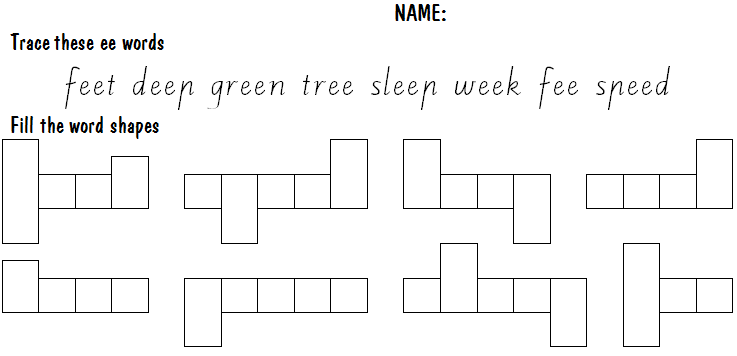 NAME:
Trace these ee words
feet deep green tree sleep week fee speed
Fill the word shapes